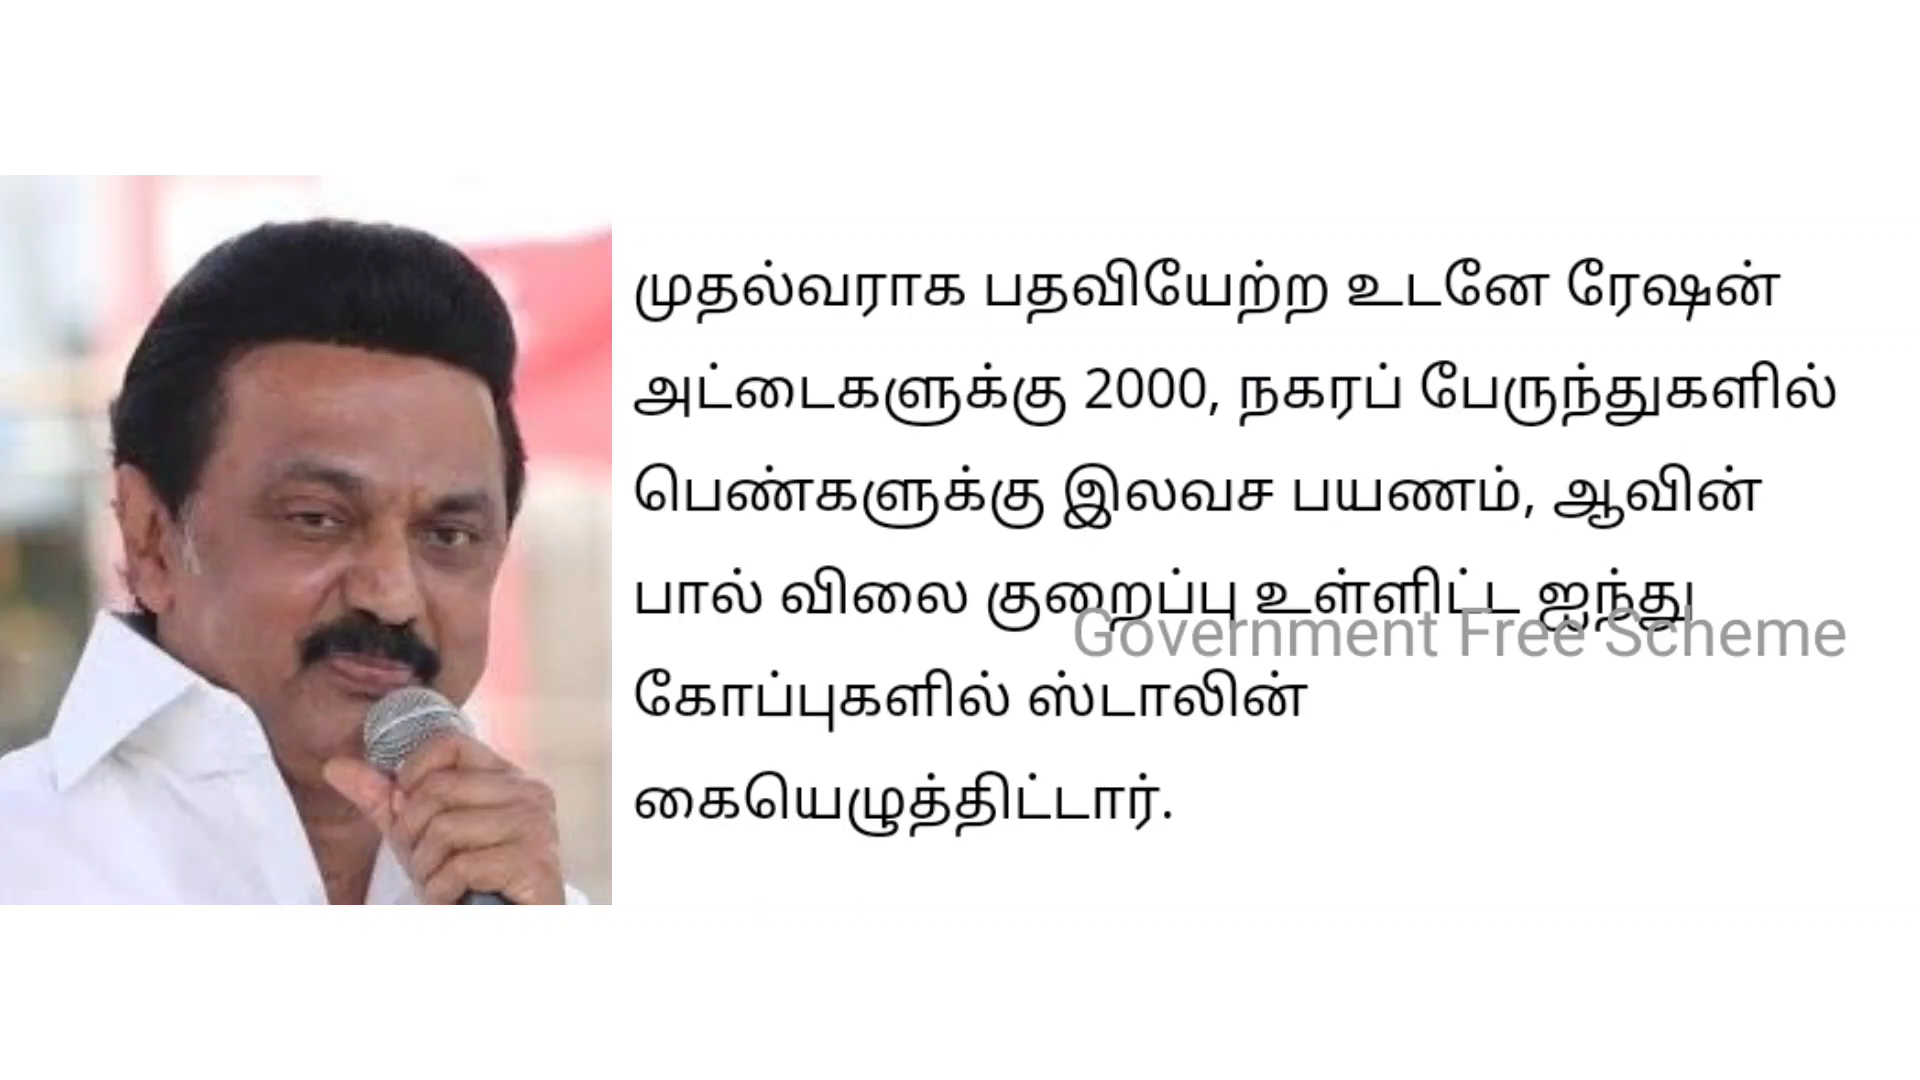 முதல்வராக பதவியேற்ற உடனே ரேஷன்
அட்டைகளுக்கு 2000, நகரப் பேருந்துகளில்
பெண்களுக்கு இலவச பயணம், ஆவின்
பால் விலை குறைப்பு உள்ளிட்ட ஐந்து
Government Free Scheme
கோப்புகளில் ஸ்டாலின்
கையெழுத்திட்டார்.